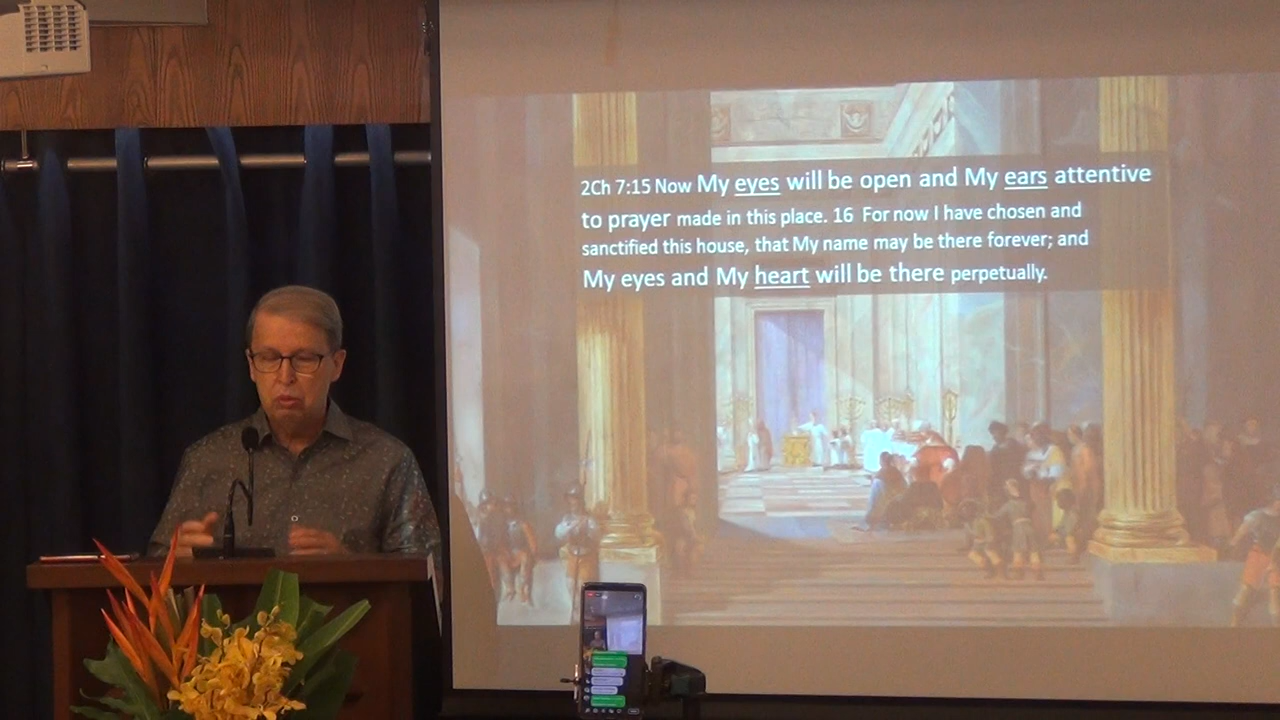 2Ch 7:15 Now My eyes will be open and My ears attentive
to prayer made in this place. 16 For now I have chosen and
sanctified this house, that My name may be there forever; and
My eyes and My heart will be there perpetually.